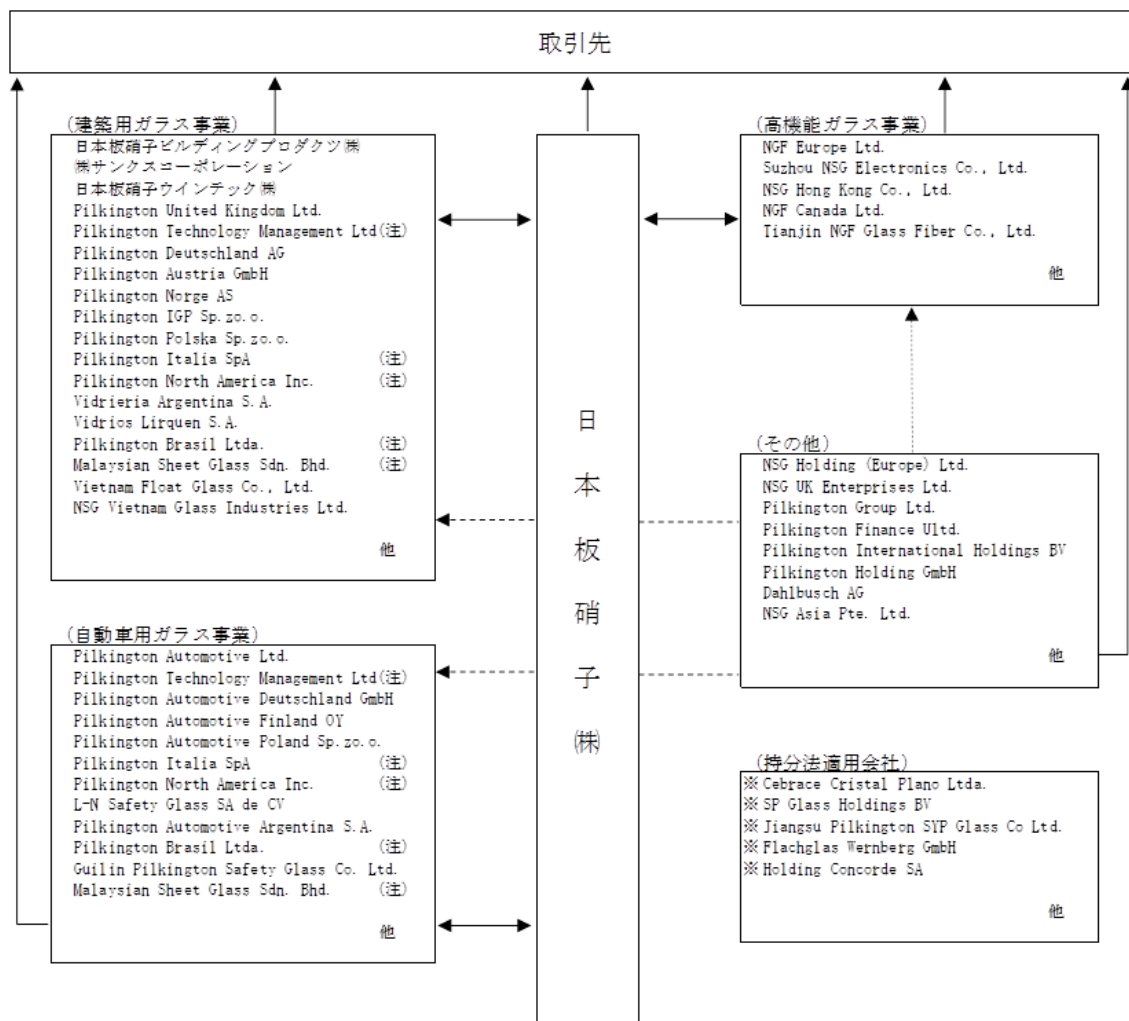 取引先
(建築用ガラス事業)
日本板硝子ビルディングプロダクツ㈱
㈱サンクスコーポレーション
日本板硝子ウインテック㈱
Pilkington United Kingdom Ltd.
Pilkington Technology Management Ltd(注)
Pilkington Deutschland AG
Pilkington Austria GmbH
Pilkington Norge AS
Pilkington IGP Sp.zo.o.
Pilkington Polska Sp.zo.o.
Pilkington Italia SpA (注)
Pilkington North America Inc. (注)
Vidrieria Argentina S.A.
Vidrios Lirquen S.A.
Pilkington Brasil Ltda. (注)
Malaysian Sheet Glass Sdn. Bhd. (注)
Vietnam Float Glass Co., Ltd.
NSG Vietnam Glass Industries Ltd.
他
(自動車用ガラス事業)
Pilkington Automotive Ltd.
Pilkington Technology Management Ltd(注)
Pilkington Automotive Deutschland GmbH
Pilkington Automotive Finland OY
Pilkington Automotive Poland Sp.zo.o.
Pilkington Italia SpA (注)
Pilkington North America Inc. (注)
L-N Safety Glass SA de CV
Pilkington Automotive Argentina S.A.
Pilkington Brasil Ltda. (注)
Guilin Pilkington Safety Glass Co. Ltd.
Malaysian Sheet Glass Sdn. Bhd. (注)
他
日本板硝子㈱
(高機能ガラス事業)
NGF Europe Ltd.
Suzhou NSG Electronics Co., Ltd.
NSG Hong Kong Co., Ltd.
NGF Canada Ltd.
Tianjin NGF Glass Fiber Co., Ltd.
他
(その他)
NSG Holding (Europe) Ltd.
NSG UK Enterprises Ltd.
Pilkington Group Ltd.
Pilkington Finance Ultd.
Pilkington International Holdings BV
Pilkington Holding GmbH
Dahlbusch AG
NSG Asia Pte. Ltd.
他
(持分法適用会社)
※Cebrace Cristal Plano Ltda.
※SP Glass Holdings BV
※Jiangsu Pilkington SYP Glass Co Ltd.
※Flachglas Wernberg GmbH
※Holding Concorde SA
他